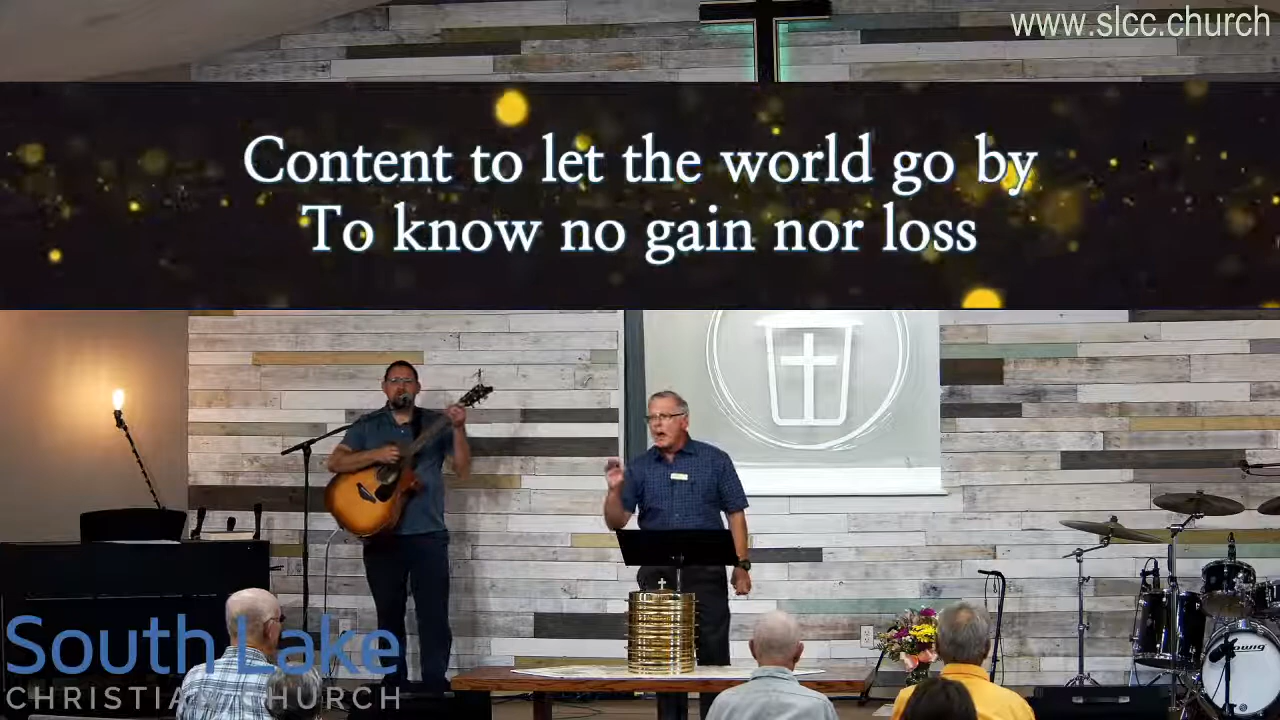 www.slcc.church
Content to let the world go by
To know no gain nor loss
South Lake
CHRISTIAN CHURCH
Ludwig